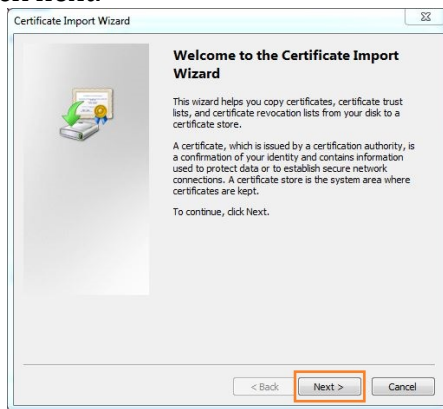 Certificate Import Wizard
Welcome to the Certificate Import
Wizard
This wizard helps you copy certificates, certificate trust
lists, and certificate revocation lists from your disk to a
certificate store.
A certificate, which is issued by a certification authority, is
a confirmation of your identity and contains information
used to protect data or to establish secure network
connections. A certificate store is the system area where
certificates are kept.
To continue, click Next.
< Back Next > Cancel